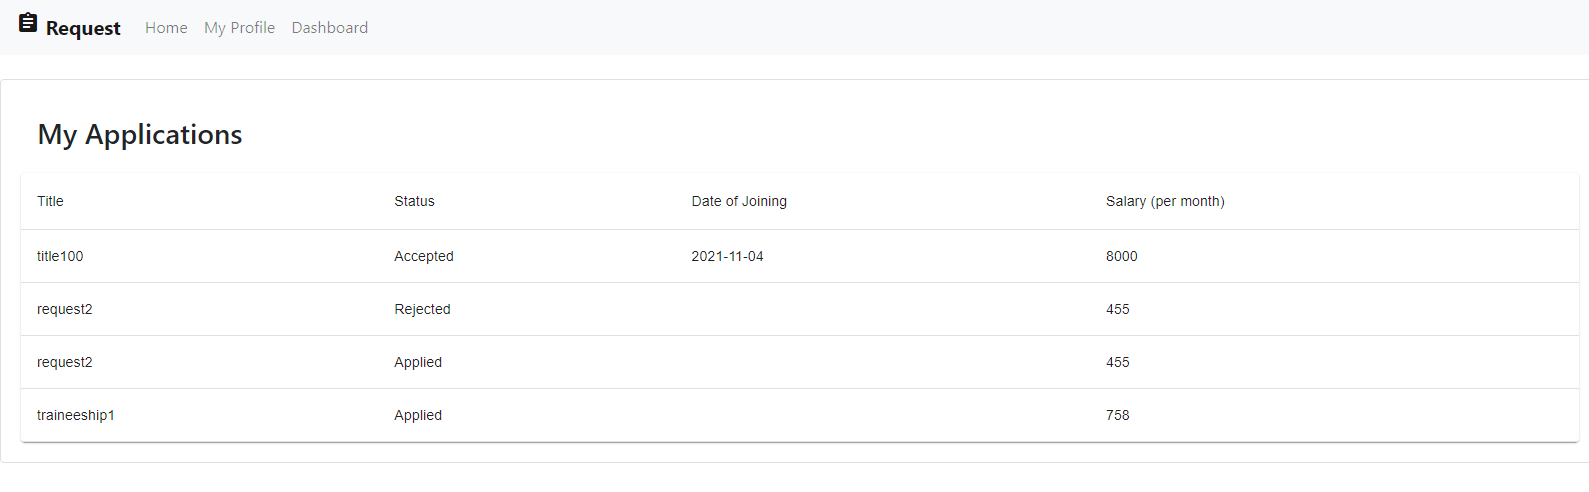 Request Home My Profile Dashboard
My Applications
Title Status Date of Joining Salary (per month)
title100 Accepted 2021-11-04 8000
request2 Rejected 455
request2 Applied 455
traineeship1 Applied 758